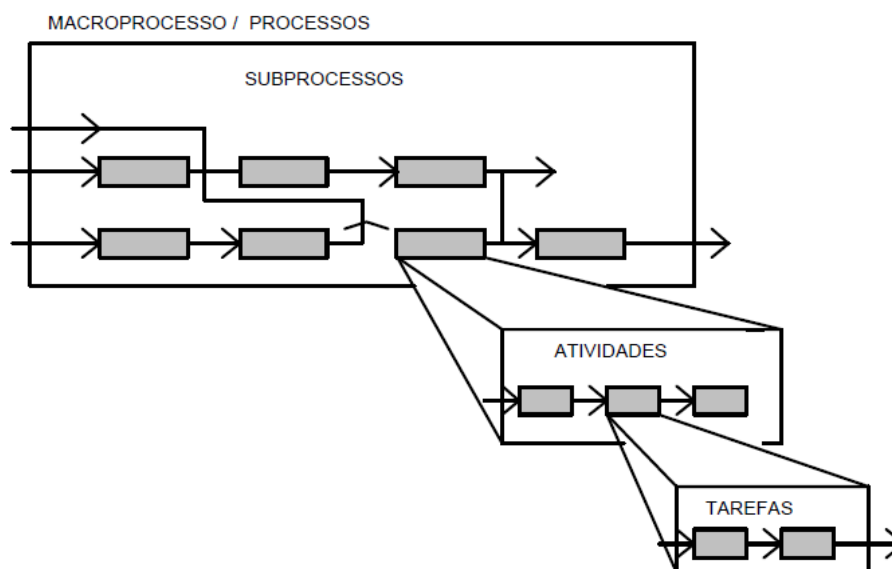 MACROPROCESSO / PROCESSOS
SUBPROCESSOS
ATIVIDADES
TAREFAS